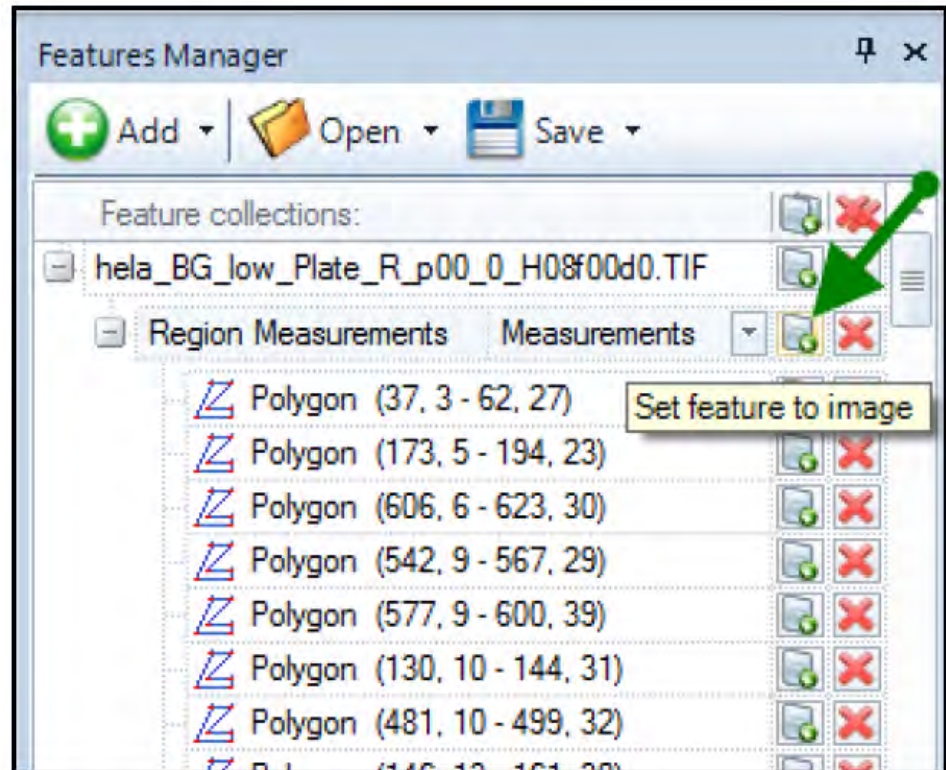 Features Manager
Add Open Save
Feature collections:
hela_BG_low_Plate_R_p00_0_H08f00d0.TIF
Region Measurements Measurements
Polygon (37, 3 - 62, 27)
Set feature to image
Polygon (173, 5 - 194, 23)
Polygon (606, 6 - 623, 30)
Polygon (542, 9 - 567, 29)
Polygon (577, 9 - 600, 39)
Polygon (130, 10 - 144, 31)
Polygon (481, 10 - 499, 32)